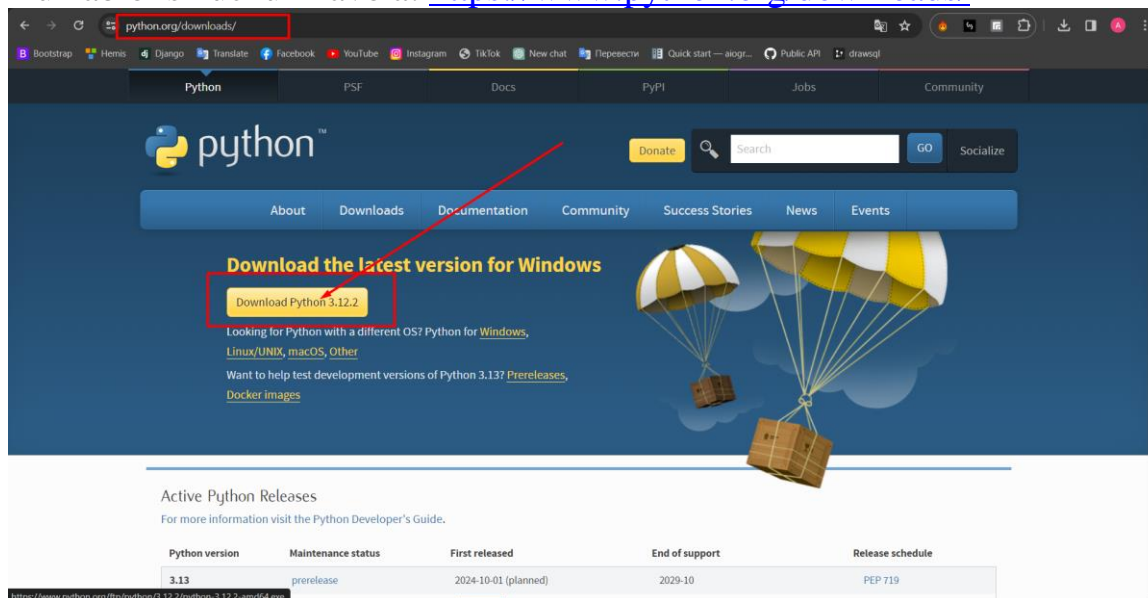 https://www.python.org/downloads/
python.org/downloads/
Bootstrap Hemis Django Translate Facebook YouTube Instagram TikTok New chat Перевести Quick start — aiogr... Public API drawsql
Python PSF Docs PyPI Jobs Community
python™
Donate Search GO Socialize
About Downloads Documentation Community Success Stories News Events
Download the latest version for Windows
Download Python 3.12.2
Looking for Python with a different OS? Python for Windows,
Linux/UNIX, macOS, Other
Want to help test development versions of Python 3.13? Prereleases,
Docker images
Active Python Releases
For more information visit the Python Developer's Guide.
Python version Maintenance status First released End of support Release schedule
3.13 prerelease 2024-10-01 (planned) 2029-10 PEP 719
https://www.python.org/ftp/python/3.12.2/python-3.12.2-amd64.exe